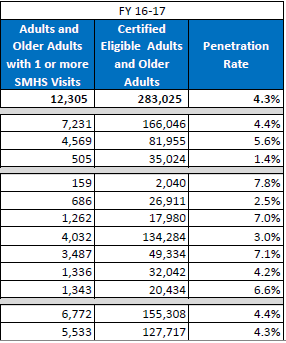 FY 16-17
Adults and Older Adults with 1 or more SMHS Visits | Certified Eligible Adults and Older Adults | Penetration Rate
12,305 283,025 4.3%
7,231 166,046 4.4%
4,569 81,955 5.6%
505 35,024 1.4%
159 2,040 7.8%
686 26,911 2.5%
1,262 17,980 7.0%
4,032 134,284 3.0%
3,487 49,334 7.1%
1,336 32,042 4.2%
1,343 20,434 6.6%
6,772 155,308 4.4%
5,533 127,717 4.3%